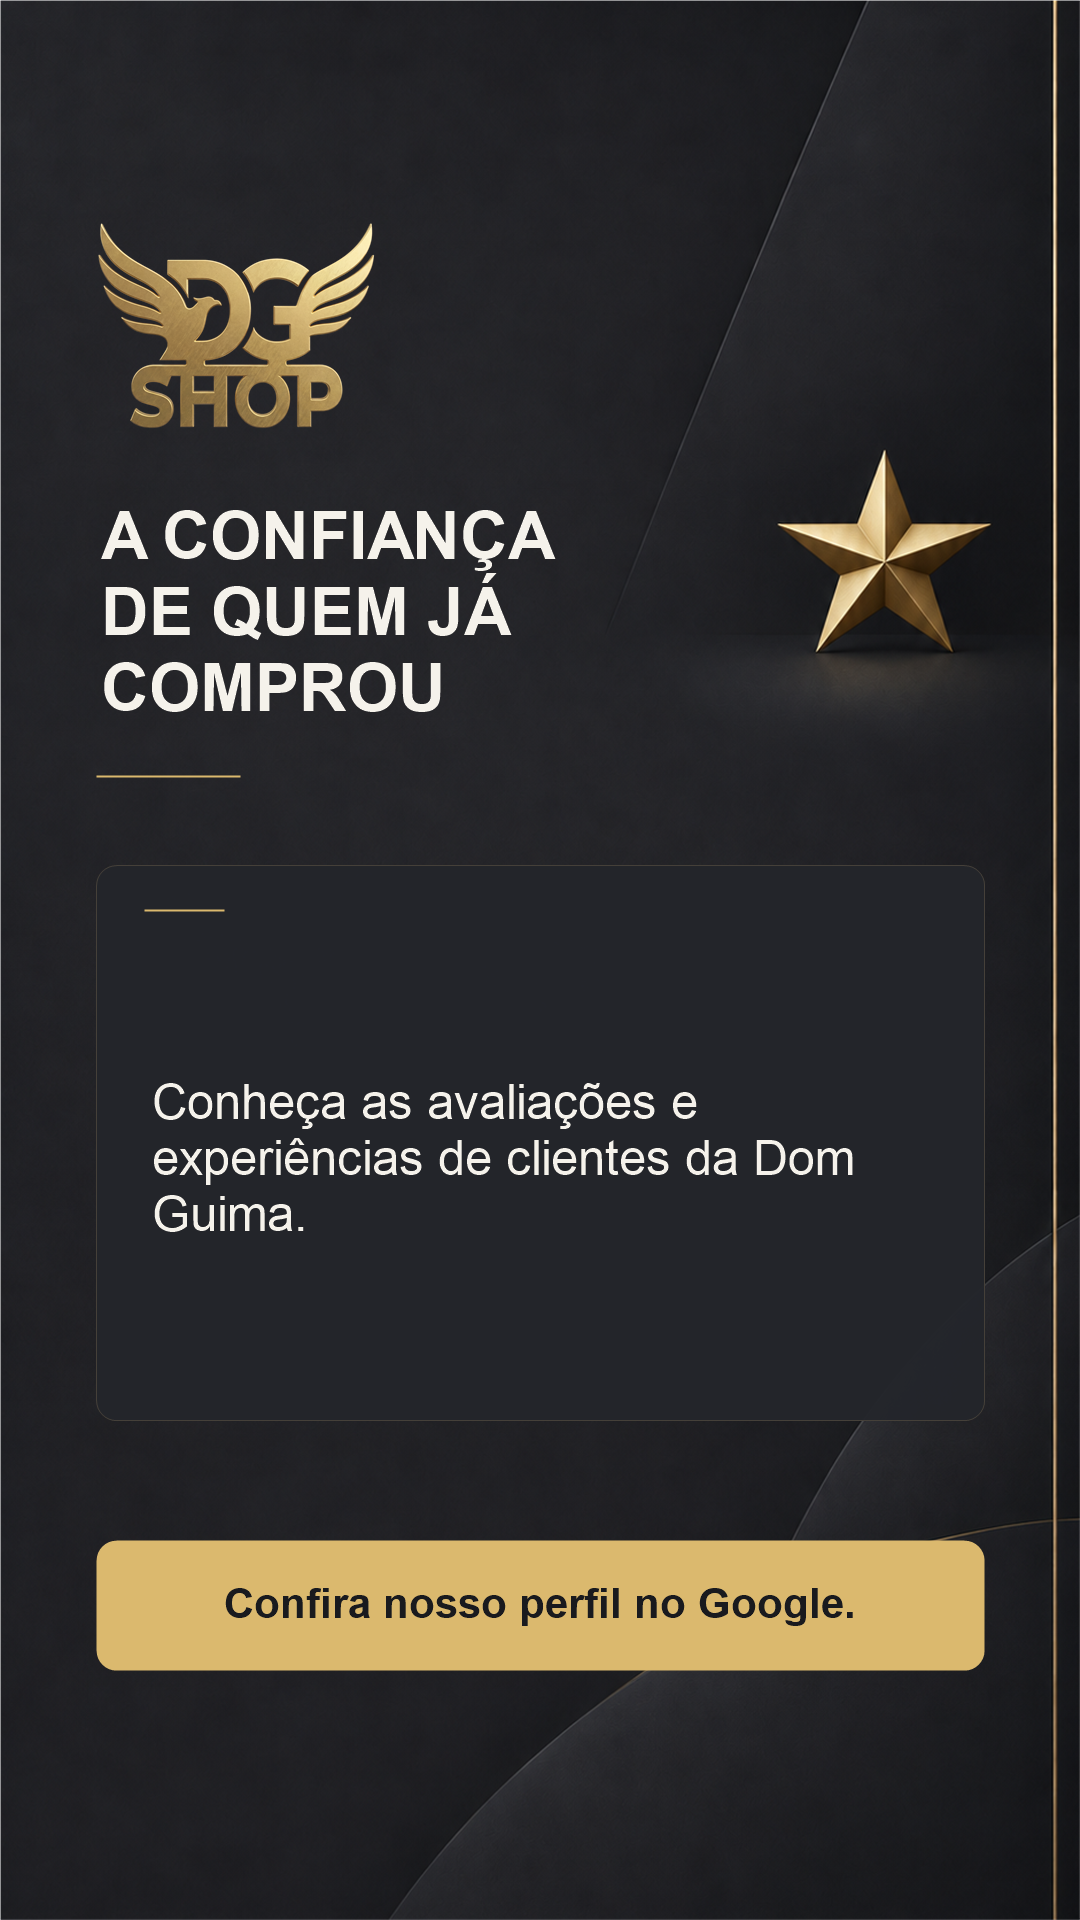 DG
SHOP
A CONFIANÇA
DE QUEM JÁ
COMPROU
Conheça as avaliações e
experiências de clientes da Dom
Guima.
Confira nosso perfil no Google.